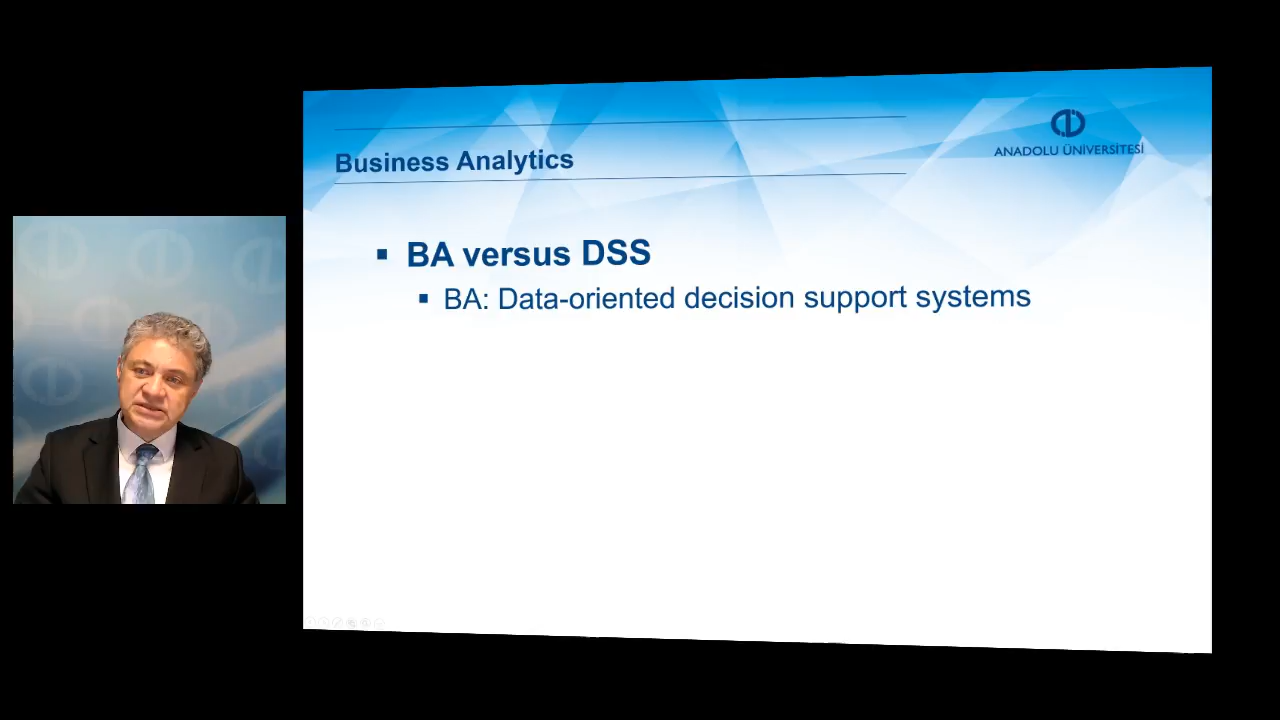 Business Analytics
ANADOLU ÜNİVERSİTESİ
▪ BA versus DSS
▪ BA: Data-oriented decision support systems